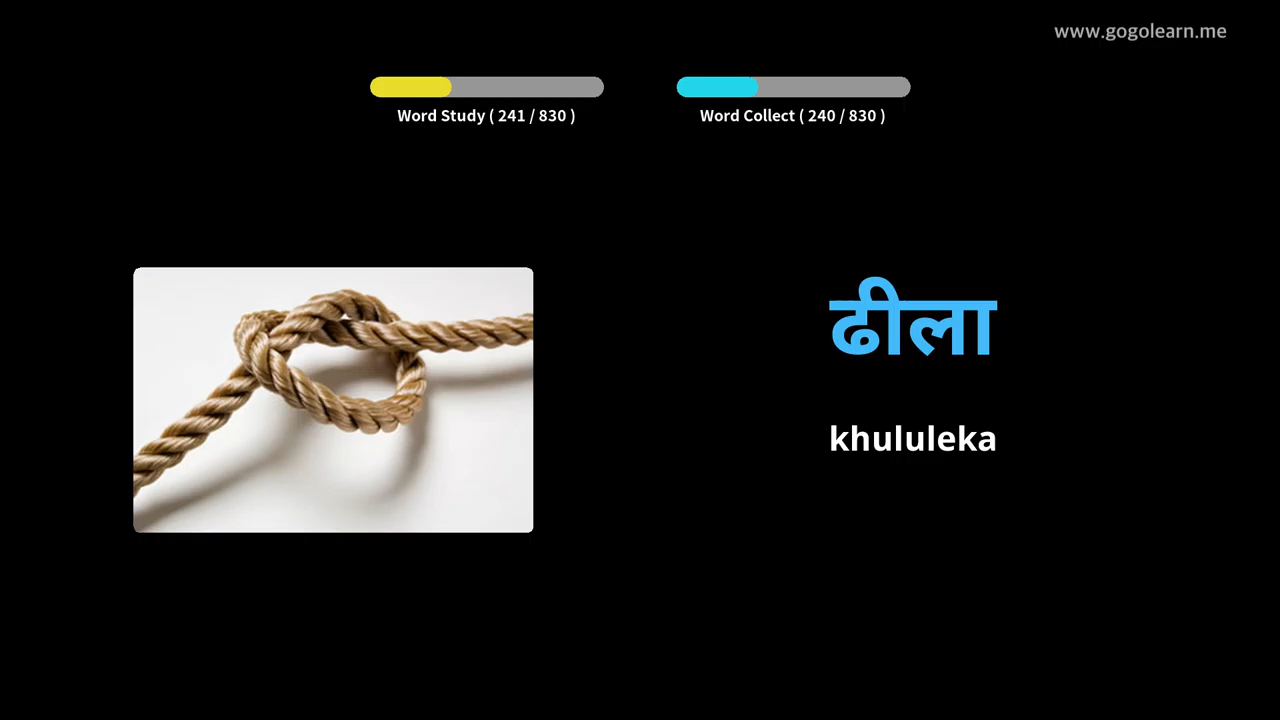 www.gogolearn.me
Word Study ( 241 / 830 )
Word Collect ( 240 / 830 )
ढीला
khululeka